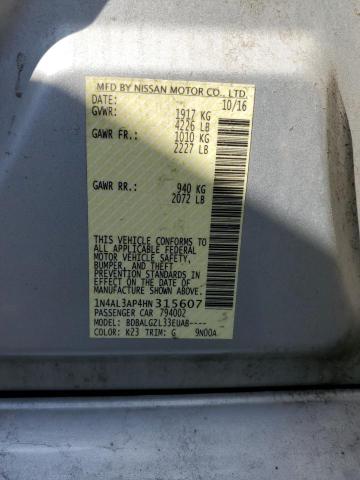 MFD BY NISSAN MOTOR CO., LTD.
DATE: 10/16
GVWR: 1917 KG
4226 LB
GAWR FR.: 1010 KG
2227 LB
GAWR RR.: 940 KG
2072 LB
THIS VEHICLE CONFORMS TO
ALL APPLICABLE FEDERAL
MOTOR VEHICLE SAFETY,
BUMPER, AND THEFT
PREVENTION STANDARDS
IN EFFECT ON THE DATE OF
MANUFACTURE SHOWN ABOVE.
1N4AL3AP4HN315607
PASSENGER CAR 794002
MODEL: BDBALGZL33EUAB----
COLOR: K23 TRIM: G 9N00A